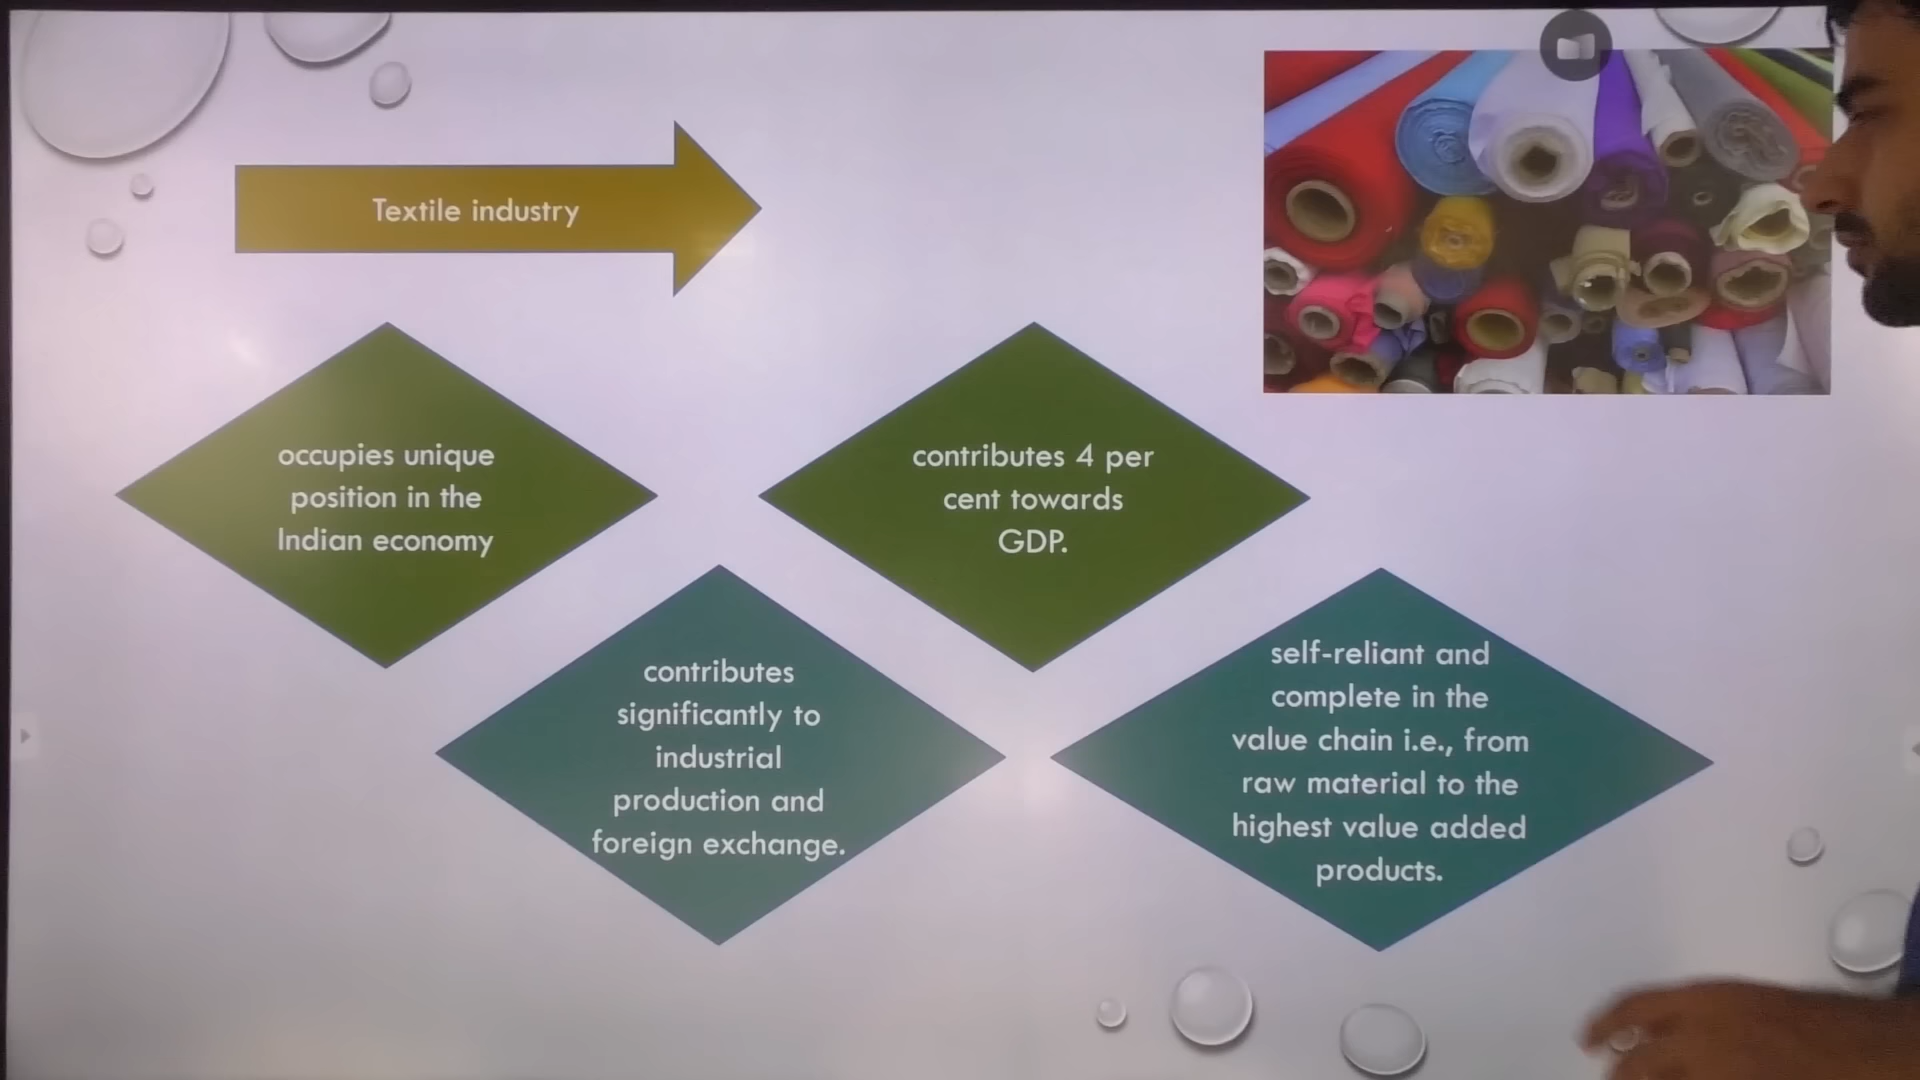 Textile industry
occupies unique
position in the
Indian economy
contributes 4 per
cent towards
GDP.
contributes
significantly to
industrial
production and
foreign exchange.
self-reliant and
complete in the
value chain i.e., from
raw material to the
highest value added
products.